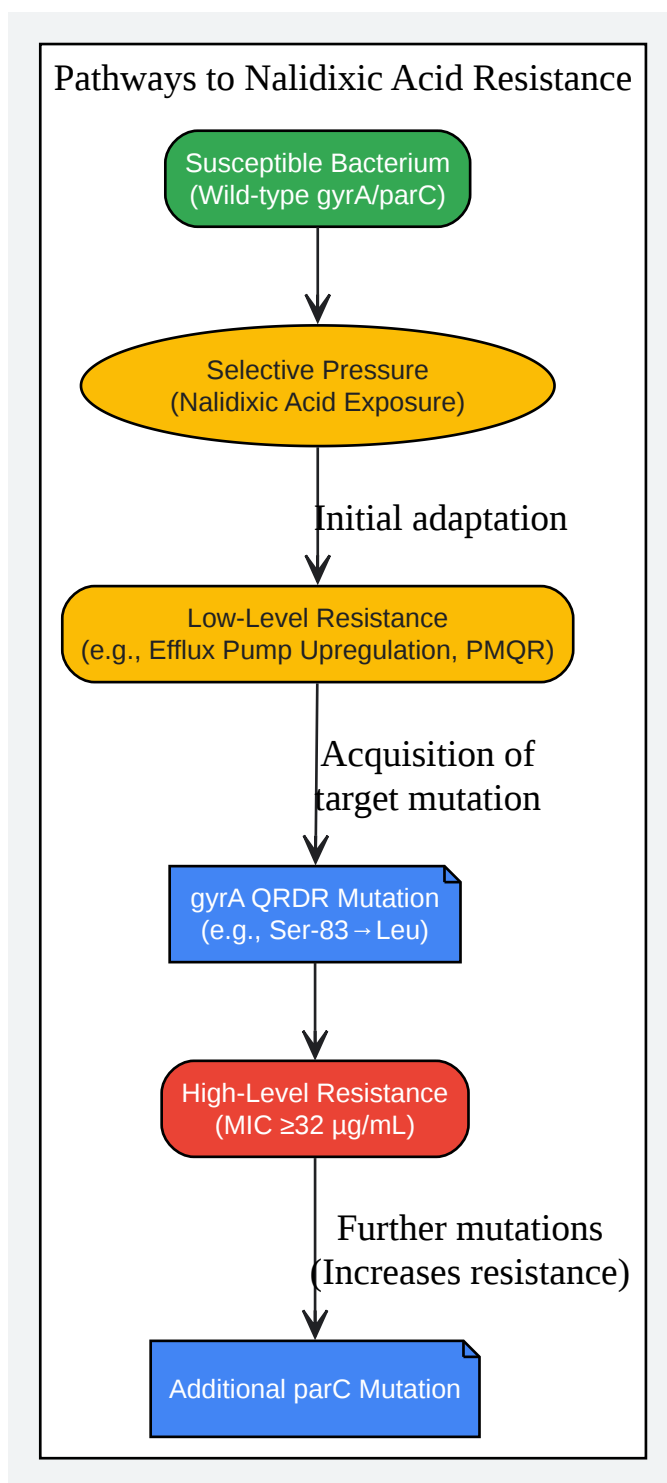 Pathways to Nalidixic Acid Resistance
Susceptible Bacterium
(Wild-type gyrA/parC)
Selective Pressure
(Nalidixic Acid Exposure)
Initial adaptation
Low-Level Resistance
(e.g., Efflux Pump Upregulation, PMQR)
Acquisition of
target mutation
gyrA QRDR Mutation
(e.g., Ser-83→Leu)
High-Level Resistance
(MIC ≥32 µg/mL)
Further mutations
(Increases resistance)
Additional parC Mutation